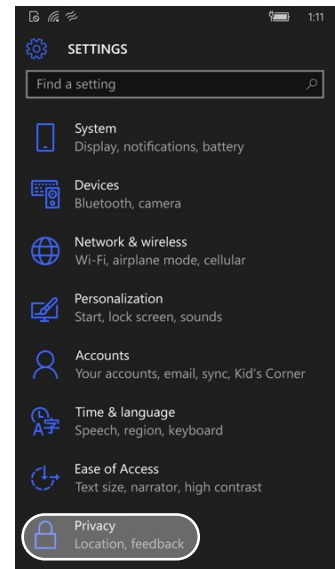 1:11
SETTINGS
Find a setting
System
Display, notifications, battery
Devices
Bluetooth, camera
Network & wireless
Wi-Fi, airplane mode, cellular
Personalization
Start, lock screen, sounds
Accounts
Your accounts, email, sync, Kid's Corner
Time & language
Speech, region, keyboard
Ease of Access
Text size, narrator, high contrast
Privacy
Location, feedback